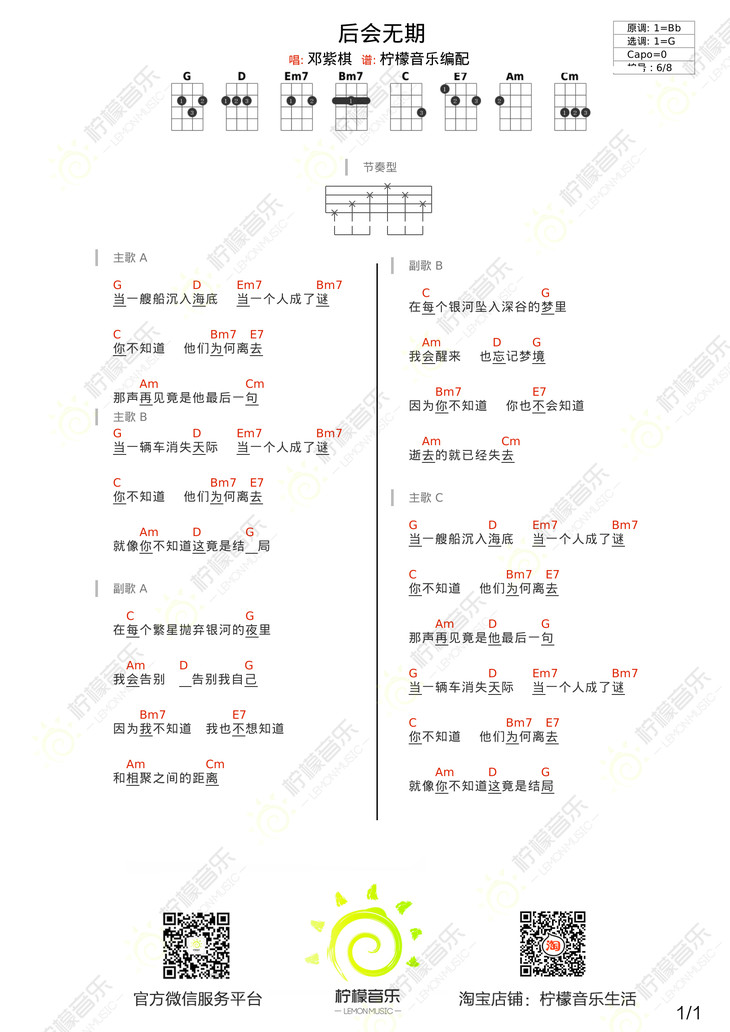 后会无期
唱: 邓紫棋 谱: 柠檬音乐编配
原调: 1=Bb
选调: 1=G
Capo=0
6/8
G D Em7 Bm7 C E7 Am Cm
节奏型
主歌 A
G D Em7 Bm7
当一艘船沉入海底 当一个人成了谜
C Bm7 E7
你不知道 他们为何离去
Am Cm
那声再见竟是他最后一句
主歌 B
G D Em7 Bm7
当一辆车消失天际 当一个人成了谜
C Bm7 E7
你不知道 他们为何离去
Am D G
就像你不知道这竟是结_局
副歌 A
C G
在每个繁星抛弃银河的夜里
Am D G
我会告别 _告别我自己
Bm7 E7
因为我不知道 我也不想知道
Am Cm
和相聚之间的距离
副歌 B
C G
在每个银河坠入深谷的梦里
Am D G
我会醒来 也忘记梦境
Bm7 E7
因为你不知道 你也不会知道
Am Cm
逝去的就已经失去
主歌 C
G D Em7 Bm7
当一艘船沉入海底 当一个人成了谜
C Bm7 E7
你不知道 他们为何离去
Am D G
那声再见竟是他最后一句
G D Em7 Bm7
当一辆车消失天际 当一个人成了谜
C Bm7 E7
你不知道 他们为何离去
Am D G
就像你不知道这竟是结局
官方微信服务平台
柠檬音乐
LEMON MUSIC
淘
淘宝店铺：柠檬音乐生活
1/1